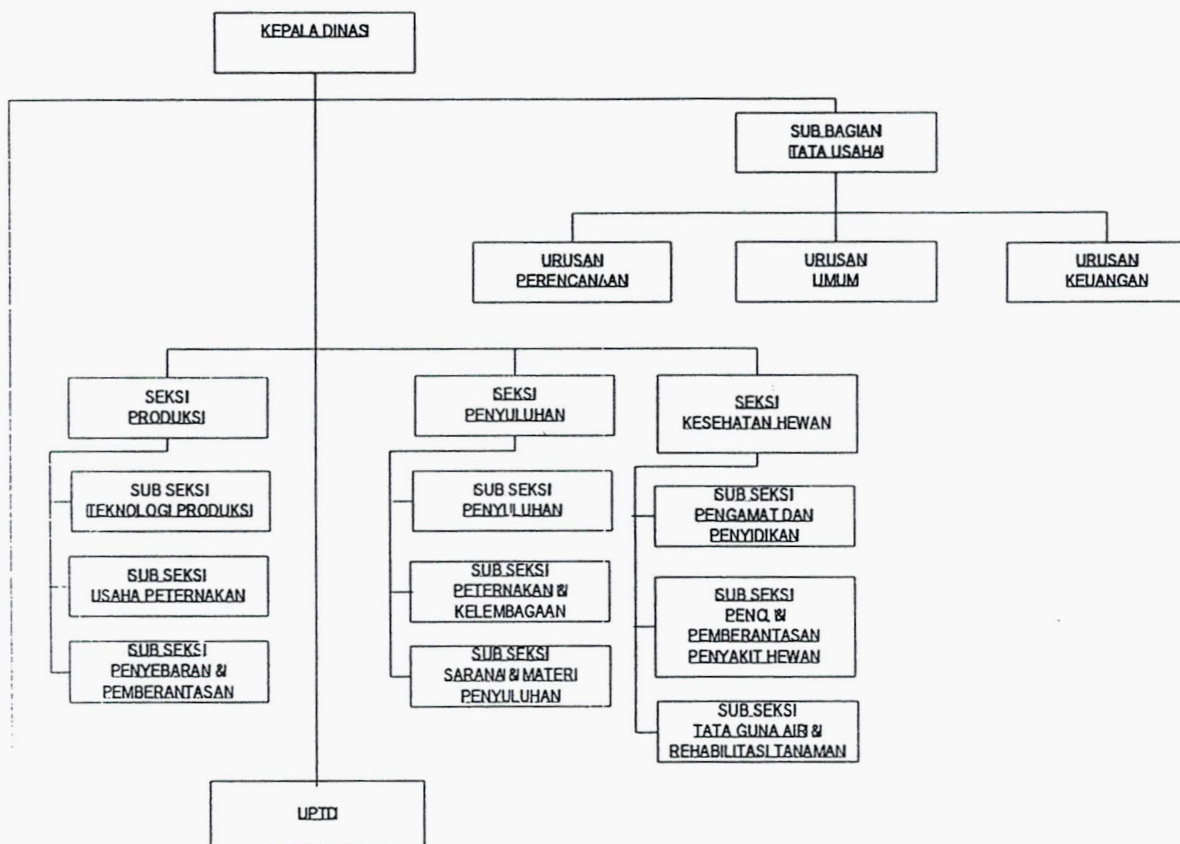 KEPALA DINAS
SUB BAGIAN
TATA USAHA
URUSAN
PERENCANAAN
URUSAN
UMUM
URUSAN
KEUANGAN
SEKSI
PRODUKSI
SUB SEKSI
TEKNOLOGI PRODUKSI
SUB SEKSI
USAHA PETERNAKAN
SUB SEKSI
PENYEBARAN &
PEMBERANTASAN
SEKSI
PENYULUHAN
SUB SEKSI
PENYULUHAN
SUB SEKSI
PETERNAKAN &
KELEMBAGAAN
SUB SEKSI
SARANA & MATERI
PENYULUHAN
SEKSI
KESEHATAN HEWAN
SUB SEKSI
PENGAMAT DAN
PENYIDIKAN
SUB SEKSI
&
PEMBERANTASAN
PENYAKIT HEWAN
SUB SEKSI
TATA GUNA AIR &
REHABILITASI TANAMAN
UPTD